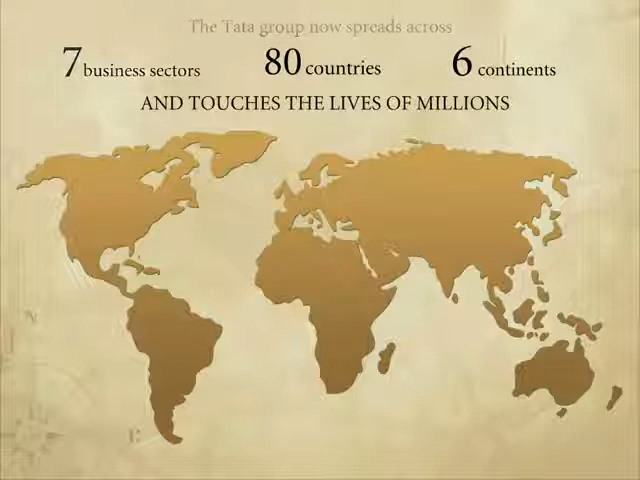 The Tata group now spreads across
7 business sectors 80 countries 6 continents
AND TOUCHES THE LIVES OF MILLIONS
N
E